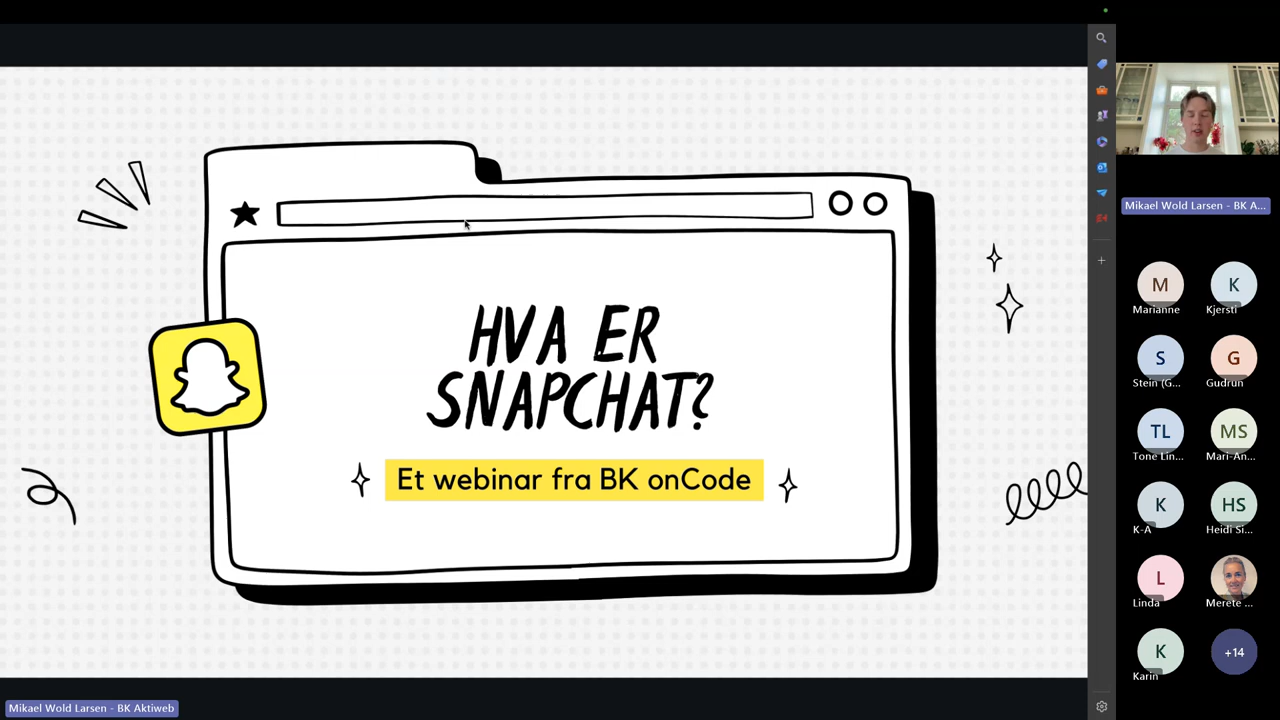 HVA ER
SNAPCHAT?
Et webinar fra BK onCode
Mikael Wold Larsen - BK A...
M
Marianne
K
Kjersti
S
Stein (G...
G
Gudrun
TL
Tone Lin...
MS
Mari-An...
K
K-A
HS
Heidi Si...
L
Linda
Merete ...
K
Karin
+14
Mikael Wold Larsen - BK Aktiweb